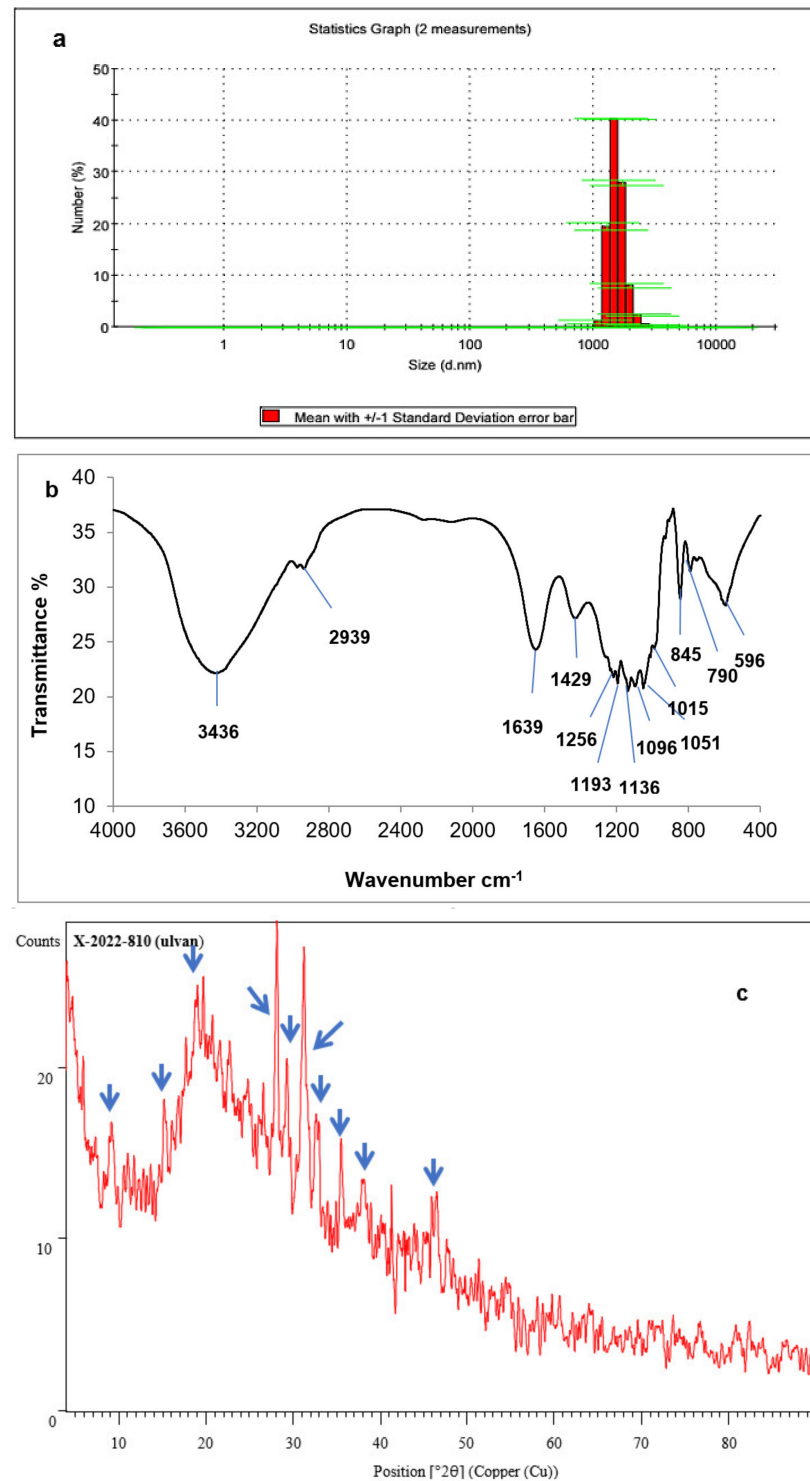 a
Statistics Graph (2 measurements)
50
40
30
20
10
0
Number (%)
1
10
100
1000
10000
Size (d.nm)
Mean with +/-1 Standard Deviation error bar
b
40
35
30
25
20
15
10
Transmittance %
3436
2939
1639
1429
1256
1193
1136
1096
1051
1015
845
790
596
4000 3600 3200 2800 2400 2000 1600 1200 800 400
Wavenumber cm-1
Counts
X-2022-810 (ulvan)
c
20
10
0
10 20 30 40 50 60 70 80
Position [°2θ] (Copper (Cu))